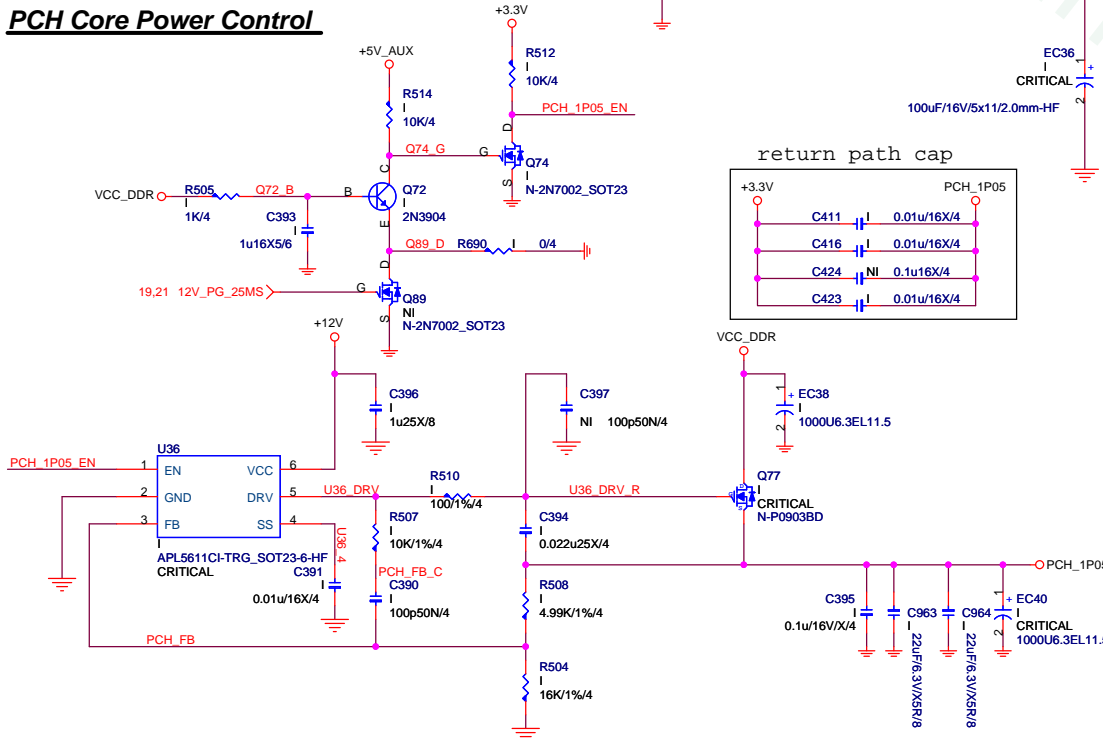 PCH Core Power Control
+3.3V
+5V_AUX
R512
I
10K/4
PCH_1P05_EN
R514
I
10K/4
Q74_G
D
G
S
Q74
I
N-2N7002_SOT23
VCC_DDR
R505
I
1K/4
Q72_B
C393
I
1u16X5/6
B
C
E
Q72
I
2N3904
Q89_D
R690
I
0/4
19,21 12V_PG_25MS
D
G
S
Q89
NI
N-2N7002_SOT23
EC36
I
CRITICAL
1
+
2
100uF/16V/5x11/2.0mm-HF
return path cap
+3.3V
PCH_1P05
C411
I
0.01u/16X/4
C416
I
0.01u/16X/4
C424
NI
0.1u16X/4
C423
I
0.01u/16X/4
+12V
C396
I
1u25X/8
C397
NI
100p50N/4
VCC_DDR
1
+
2
EC38
I
1000U6.3EL11.5
PCH_1P05_EN
U36
1
EN
VCC
6
2
GND
DRV
5
3
FB
SS
4
I
APL5611CI-TRG_SOT23-6-HF
CRITICAL
U36_DRV
U36_4
C391
I
0.01u/16X/4
R510
I
100/1%/4
U36_DRV_R
R507
I
10K/1%/4
PCH_FB_C
C390
I
100p50N/4
C394
I
0.022u25X/4
Q77
I
CRITICAL
N-P0903BD
S
S
R508
I
4.99K/1%/4
PCH_FB
R504
I
16K/1%/4
PCH_1P05
C395
I
0.1u/16V/X/4
C963
I
22uF/6.3V/X5R/8
C964
I
22uF/6.3V/X5R/8
1
+
2
EC40
I
CRITICAL
1000U6.3EL11.